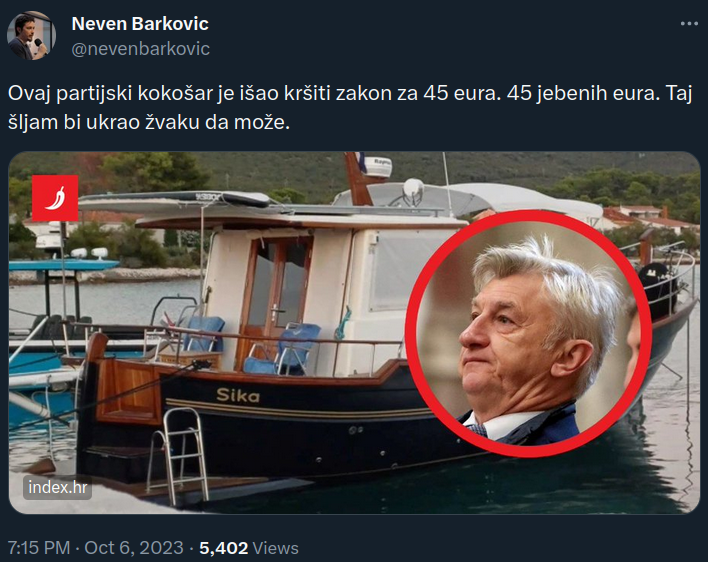 Neven Barkovic
@nevenbarkovic
Ovaj partijski kokošar je išao kršiti zakon za 45 eura. 45 jebenih eura. Taj
šljam bi ukrao žvaku da može.
Raymarine
Sika
index.hr
7:15 PM · Oct 6, 2023 · 5,402 Views